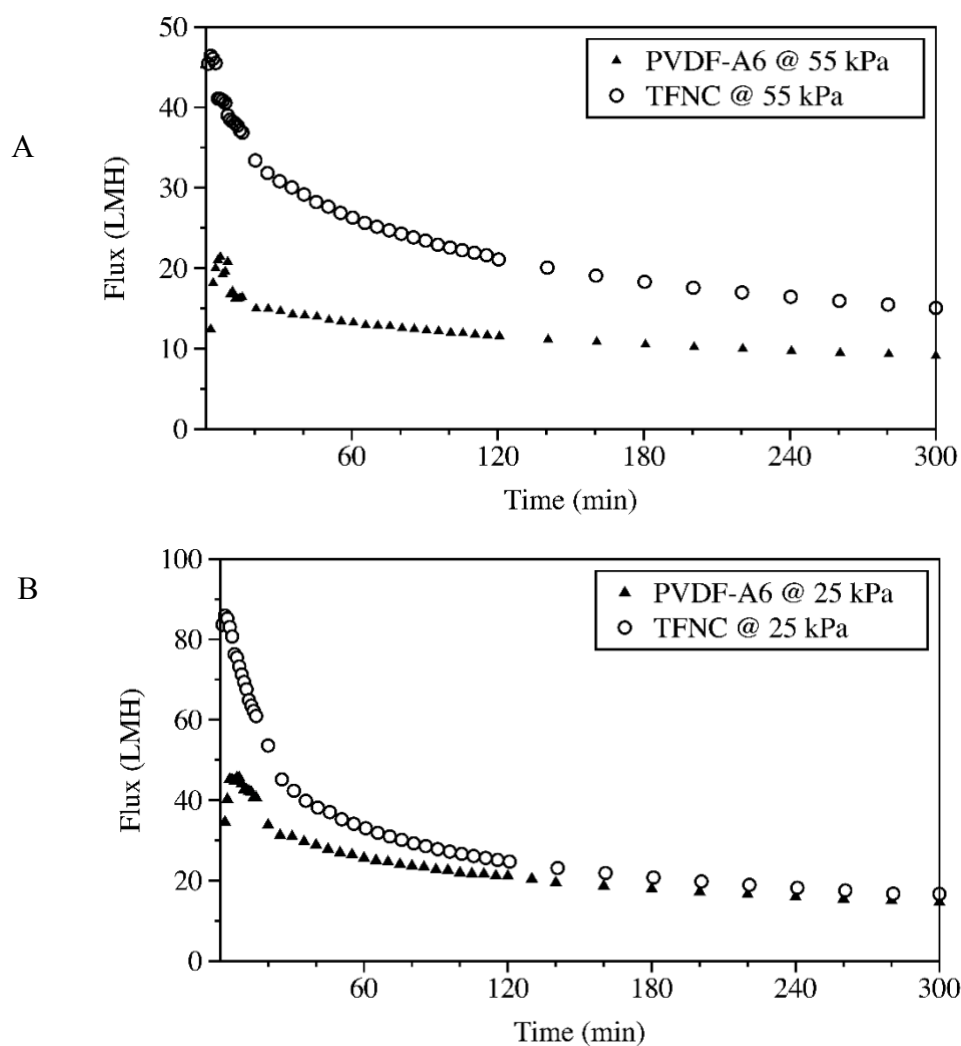 A
Flux (LMH)
50
40
30
20
10
0
▲ PVDF-A6 @ 55 kPa
○ TFNC @ 55 kPa
60 120 180 240 300
Time (min)
B
Flux (LMH)
100
80
60
40
20
0
▲ PVDF-A6 @ 25 kPa
○ TFNC @ 25 kPa
60 120 180 240 300
Time (min)